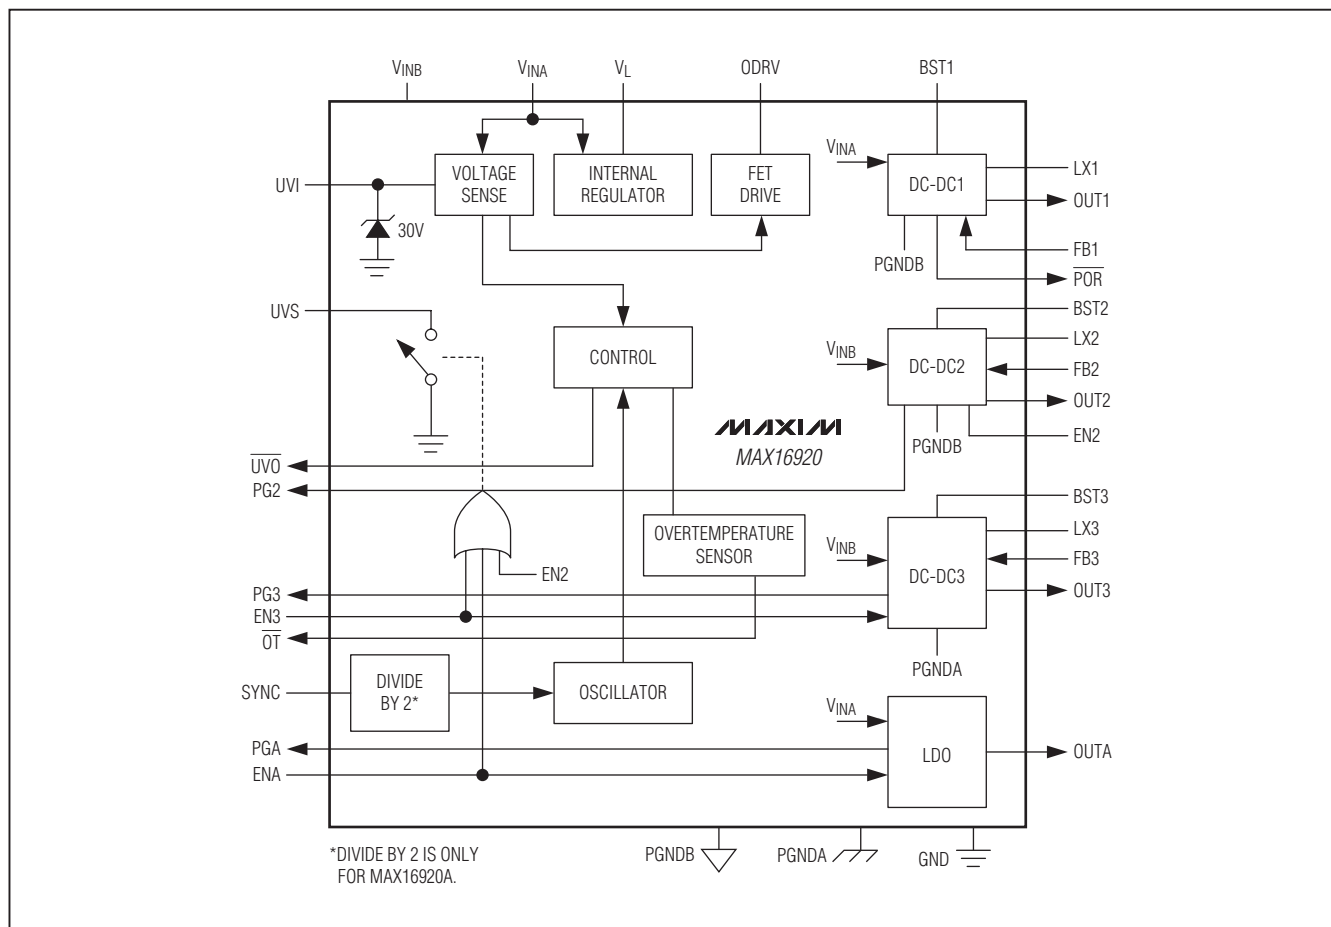 VINB
VINA
VL
ODRV
BST1
UVI
30V
VOLTAGE
SENSE
INTERNAL
REGULATOR
FET
DRIVE
VINA
DC-DC1
LX1
OUT1
FB1
POR
PGNDB
UVS
CONTROL
VINB
DC-DC2
BST2
LX2
FB2
OUT2
EN2
PGNDB
MAXIM
MAX16920
UVO
PG2
EN2
OVERTEMPERATURE
SENSOR
VINB
DC-DC3
BST3
LX3
FB3
OUT3
PGNDA
PG3
EN3
OT
SYNC
DIVIDE
BY 2*
OSCILLATOR
VINA
LDO
OUTA
PGA
ENA
*DIVIDE BY 2 IS ONLY
FOR MAX16920A.
PGNDB
PGNDA
GND